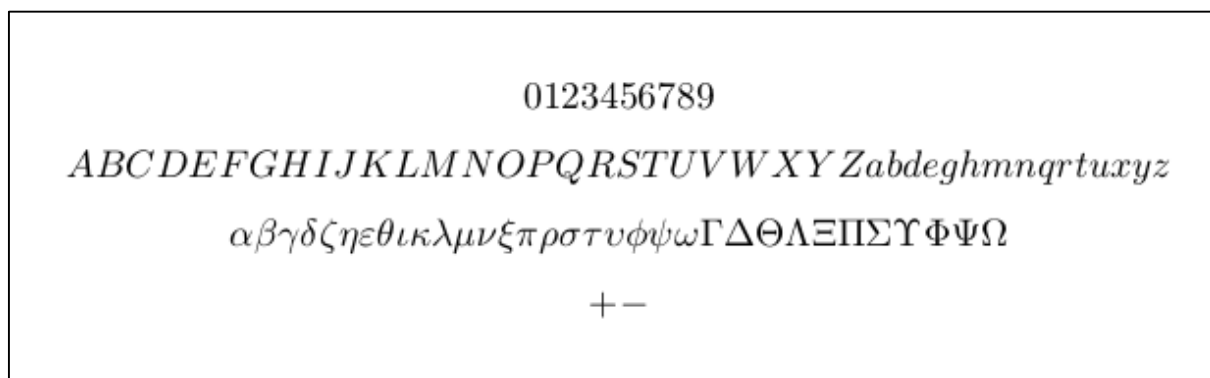 0123456789
ABCDEFGHIJKLMNOPQRSTUVWXYZabdeghmnqrtuxyz
αβγδζηεθικλμνξπρστυϕψωΓΔΘΛΞΠΣΥΦΨΩ
+−